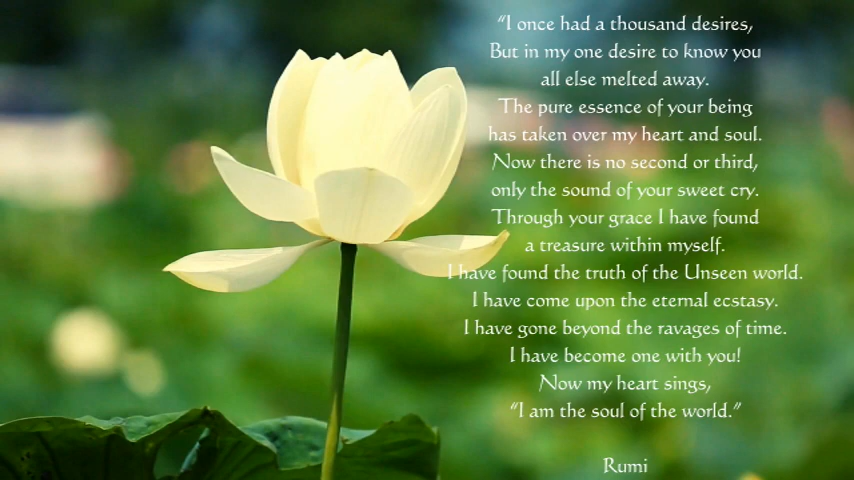 “I once had a thousand desires,
But in my one desire to know you
all else melted away.
The pure essence of your being
has taken over my heart and soul.
Now there is no second or third,
only the sound of your sweet cry.
Through your grace I have found
a treasure within myself.
I have found the truth of the Unseen world.
I have come upon the eternal ecstasy.
I have gone beyond the ravages of time.
I have become one with you!
Now my heart sings,
“I am the soul of the world.”
Rumi